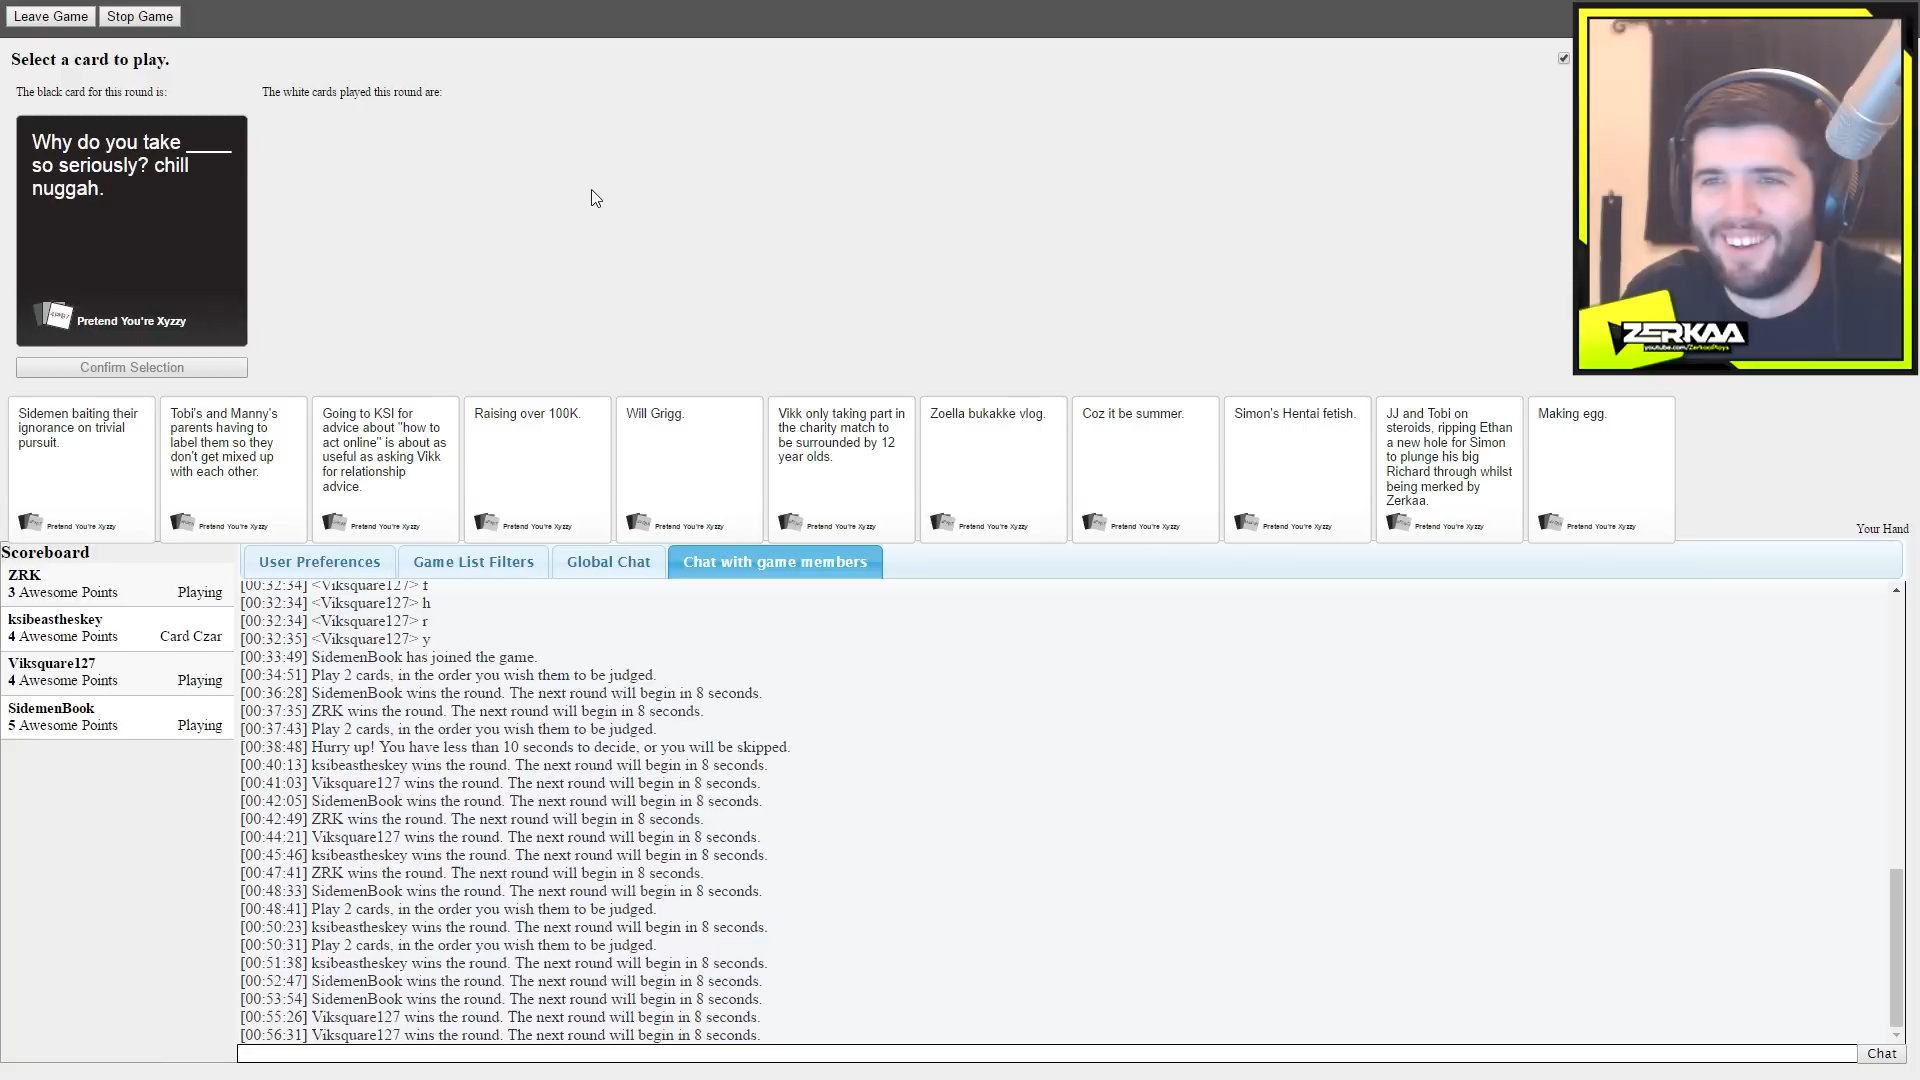 Leave Game
Stop Game
Select a card to play.
The black card for this round is:
The white cards played this round are:
Why do you take ____
so seriously? chill
nuggah.
Pretend You're Xyzzy
Confirm Selection
ZERKAA
youtube.com/ZerkaaPlays
Sidemen baiting their
ignorance on trivial
pursuit.
Pretend You're Xyzzy
Tobi's and Manny's
parents having to
label them so they
don't get mixed up
with each other.
Pretend You're Xyzzy
Going to KSI for
advice about "how to
act online" is about as
useful as asking Vikk
for relationship
advice.
Pretend You're Xyzzy
Raising over 100K.
Pretend You're Xyzzy
Will Grigg.
Pretend You're Xyzzy
Vikk only taking part in
the charity match to
be surrounded by 12
year olds.
Pretend You're Xyzzy
Zoella bukakke vlog.
Pretend You're Xyzzy
Coz it be summer.
Pretend You're Xyzzy
Simon's Hentai fetish.
Pretend You're Xyzzy
JJ and Tobi on
steroids, ripping Ethan
a new hole for Simon
to plunge his big
Richard through whilst
being merked by
Zerkaa.
Pretend You're Xyzzy
Making egg.
Pretend You're Xyzzy
Your Hand
Scoreboard
ZRK
3 Awesome Points Playing
ksibeastheskey
4 Awesome Points Card Czar
Viksquare127
4 Awesome Points Playing
SidemenBook
5 Awesome Points Playing
User Preferences
Game List Filters
Global Chat
Chat with game members
[00:32:34] <Viksquare127> f
[00:32:34] <Viksquare127> h
[00:32:34] <Viksquare127> r
[00:32:35] <Viksquare127> y
[00:33:49] SidemenBook has joined the game.
[00:34:51] Play 2 cards, in the order you wish them to be judged.
[00:36:28] SidemenBook wins the round. The next round will begin in 8 seconds.
[00:37:35] ZRK wins the round. The next round will begin in 8 seconds.
[00:37:43] Play 2 cards, in the order you wish them to be judged.
[00:38:48] Hurry up! You have less than 10 seconds to decide, or you will be skipped.
[00:40:13] ksibeastheskey wins the round. The next round will begin in 8 seconds.
[00:41:03] Viksquare127 wins the round. The next round will begin in 8 seconds.
[00:42:05] SidemenBook wins the round. The next round will begin in 8 seconds.
[00:42:49] ZRK wins the round. The next round will begin in 8 seconds.
[00:44:21] Viksquare127 wins the round. The next round will begin in 8 seconds.
[00:45:46] ksibeastheskey wins the round. The next round will begin in 8 seconds.
[00:47:41] ZRK wins the round. The next round will begin in 8 seconds.
[00:48:33] SidemenBook wins the round. The next round will begin in 8 seconds.
[00:48:41] Play 2 cards, in the order you wish them to be judged.
[00:50:23] ksibeastheskey wins the round. The next round will begin in 8 seconds.
[00:50:31] Play 2 cards, in the order you wish them to be judged.
[00:51:38] ksibeastheskey wins the round. The next round will begin in 8 seconds.
[00:52:47] SidemenBook wins the round. The next round will begin in 8 seconds.
[00:53:54] SidemenBook wins the round. The next round will begin in 8 seconds.
[00:55:26] Viksquare127 wins the round. The next round will begin in 8 seconds.
[00:56:31] Viksquare127 wins the round. The next round will begin in 8 seconds.
Chat